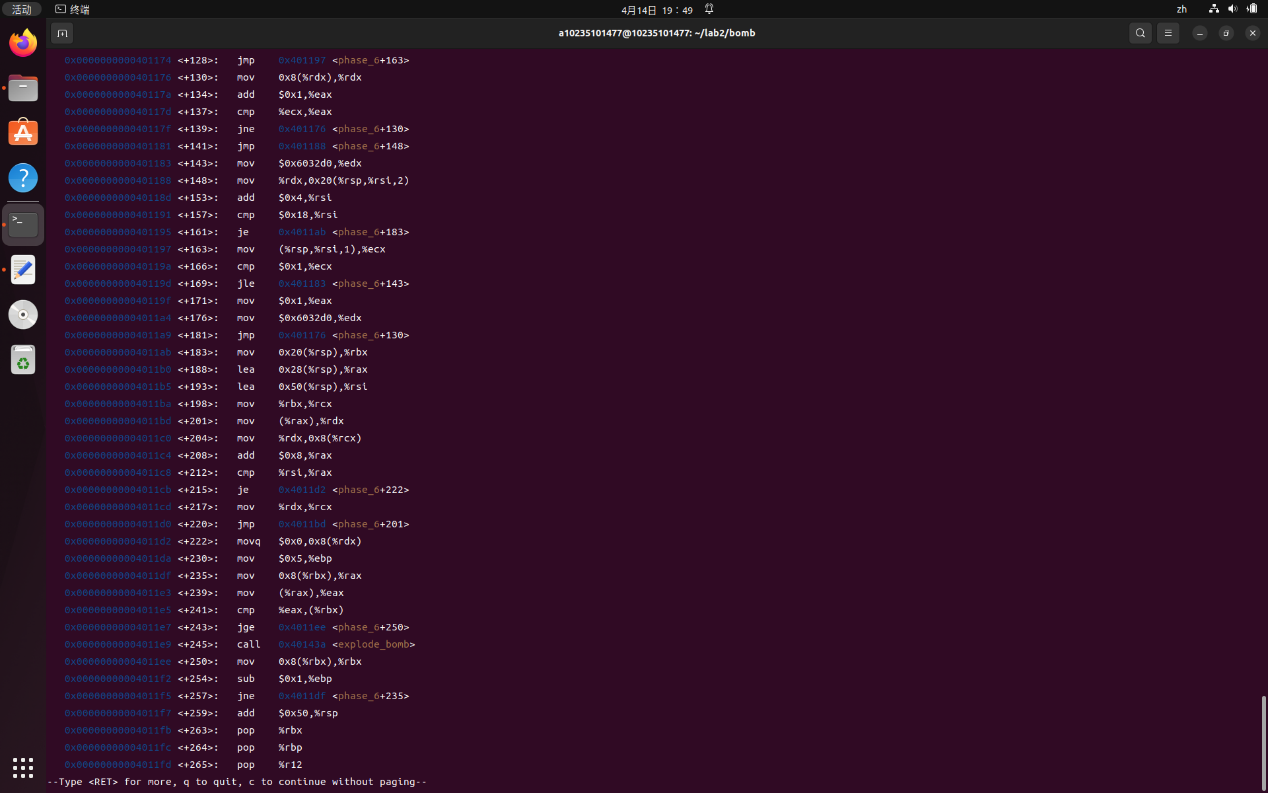 活动 终端 4月14日 19：49 zh
a10235101477@10235101477: ~/lab2/bomb
0x0000000000401174 <+128>: jmp 0x401197 <phase_6+163>
0x0000000000401176 <+130>: mov 0x8(%rdx),%rdx
0x000000000040117a <+134>: add $0x1,%eax
0x000000000040117d <+137>: cmp %ecx,%eax
0x000000000040117f <+139>: jne 0x401176 <phase_6+130>
0x0000000000401181 <+141>: jmp 0x401188 <phase_6+148>
0x0000000000401183 <+143>: mov $0x6032d0,%edx
0x0000000000401188 <+148>: mov %rdx,0x20(%rsp,%rsi,2)
0x000000000040118d <+153>: add $0x4,%rsi
0x0000000000401191 <+157>: cmp $0x18,%rsi
0x0000000000401195 <+161>: je 0x4011ab <phase_6+183>
0x0000000000401197 <+163>: mov (%rsp,%rsi,1),%ecx
0x000000000040119a <+166>: cmp $0x1,%ecx
0x000000000040119d <+169>: jle 0x401183 <phase_6+143>
0x000000000040119f <+171>: mov $0x1,%eax
0x00000000004011a4 <+176>: mov $0x6032d0,%edx
0x00000000004011a9 <+181>: jmp 0x401176 <phase_6+130>
0x00000000004011ab <+183>: mov 0x20(%rsp),%rbx
0x00000000004011b0 <+188>: lea 0x28(%rsp),%rax
0x00000000004011b5 <+193>: lea 0x50(%rsp),%rsi
0x00000000004011ba <+198>: mov %rbx,%rcx
0x00000000004011bd <+201>: mov (%rax),%rdx
0x00000000004011c0 <+204>: mov %rdx,0x8(%rcx)
0x00000000004011c4 <+208>: add $0x8,%rax
0x00000000004011c8 <+212>: cmp %rsi,%rax
0x00000000004011cb <+215>: je 0x4011d2 <phase_6+222>
0x00000000004011cd <+217>: mov %rdx,%rcx
0x00000000004011d0 <+220>: jmp 0x4011bd <phase_6+201>
0x00000000004011d2 <+222>: movq $0x0,0x8(%rdx)
0x00000000004011da <+230>: mov $0x5,%ebp
0x00000000004011df <+235>: mov 0x8(%rbx),%rax
0x00000000004011e3 <+239>: mov (%rax),%eax
0x00000000004011e5 <+241>: cmp %eax,(%rbx)
0x00000000004011e7 <+243>: jge 0x4011ee <phase_6+250>
0x00000000004011e9 <+245>: call 0x40143a <explode_bomb>
0x00000000004011ee <+250>: mov 0x8(%rbx),%rbx
0x00000000004011f2 <+254>: sub $0x1,%ebp
0x00000000004011f5 <+257>: jne 0x4011df <phase_6+235>
0x00000000004011f7 <+259>: add $0x50,%rsp
0x00000000004011fb <+263>: pop %rbx
0x00000000004011fc <+264>: pop %rbp
0x00000000004011fd <+265>: pop %r12
--Type <RET> for more, q to quit, c to continue without paging--